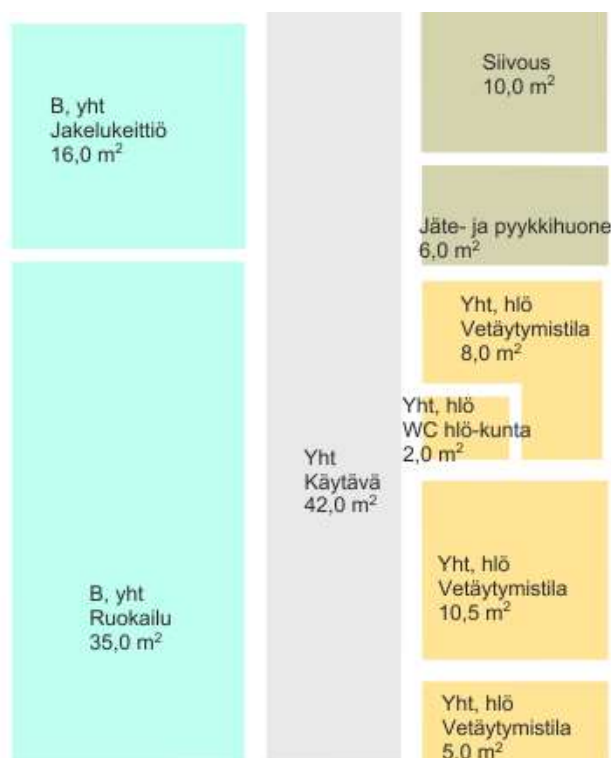 Siivous
10,0 m²
B, yht
Jakelukeittiö
16,0 m²
Jäte- ja pyykkihuone
6,0 m²
Yht, hlö
Vetäytymistila
8,0 m²
Yht, hlö
WC hlö-kunta
2,0 m²
Yht
Käytävä
42,0 m²
Yht, hlö
Vetäytymistila
10,5 m²
B, yht
Ruokailu
35,0 m²
Yht, hlö
Vetäytymistila
5,0 m²